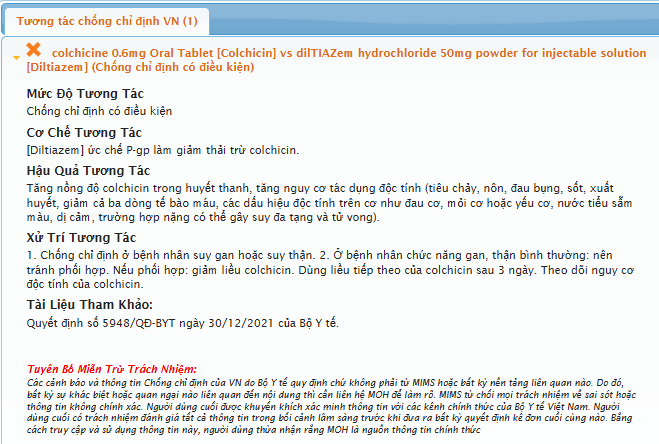 Tương tác chống chỉ định VN (1)
colchicine 0.6mg Oral Tablet [Colchicin] vs dilTIAZem hydrochloride 50mg powder for injectable solution
[Diltiazem] (Chống chỉ định có điều kiện)
Mức Độ Tương Tác
Chống chỉ định có điều kiện
Cơ Chế Tương Tác
[Diltiazem] ức chế P-gp làm giảm thải trừ colchicin.
Hậu Quả Tương Tác
Tăng nồng độ colchicin trong huyết thanh, tăng nguy cơ tác dụng độc tính (tiêu chảy, nôn, đau bụng, sốt, xuất
huyết, giảm cả ba dòng tế bào máu, các dấu hiệu độc tính trên cơ như đau cơ, mỏi cơ hoặc yếu cơ, nước tiểu sẫm
màu, dị cảm, trường hợp nặng có thể gây suy đa tạng và tử vong).
Xử Trí Tương Tác
1. Chống chỉ định ở bệnh nhân suy gan hoặc suy thận. 2. Ở bệnh nhân chức năng gan, thận bình thường: nên
tránh phối hợp. Nếu phối hợp: giảm liều colchicin. Dùng liều tiếp theo của colchicin sau 3 ngày. Theo dõi nguy cơ
độc tính của colchicin.
Tài Liệu Tham Khảo:
Quyết định số 5948/QĐ-BYT ngày 30/12/2021 của Bộ Y tế.
Tuyên Bố Miễn Trừ Trách Nhiệm:
Các cảnh báo và thông tin Chống chỉ định của VN do Bộ Y tế quy định chứ không phải từ MIMS hoặc bất kỳ nền tảng liên quan nào. Do đó,
bất kỳ sự khác biệt hoặc quan ngại nào liên quan đến nội dung thì cần liên hệ MOH để làm rõ. MIMS từ chối mọi trách nhiệm về sai sót hoặc
thông tin không chính xác. Người dùng cuối được khuyến khích xác minh thông tin với các kênh chính thức của Bộ Y tế Việt Nam. Người
dùng cuối có trách nhiệm đánh giá tất cả thông tin trong bối cảnh lâm sàng trước khi đưa ra bất kỳ quyết định kê đơn cuối cùng nào. Bằng
cách truy cập và sử dụng thông tin này, người dùng thừa nhận rằng MOH là nguồn thông tin chính thức